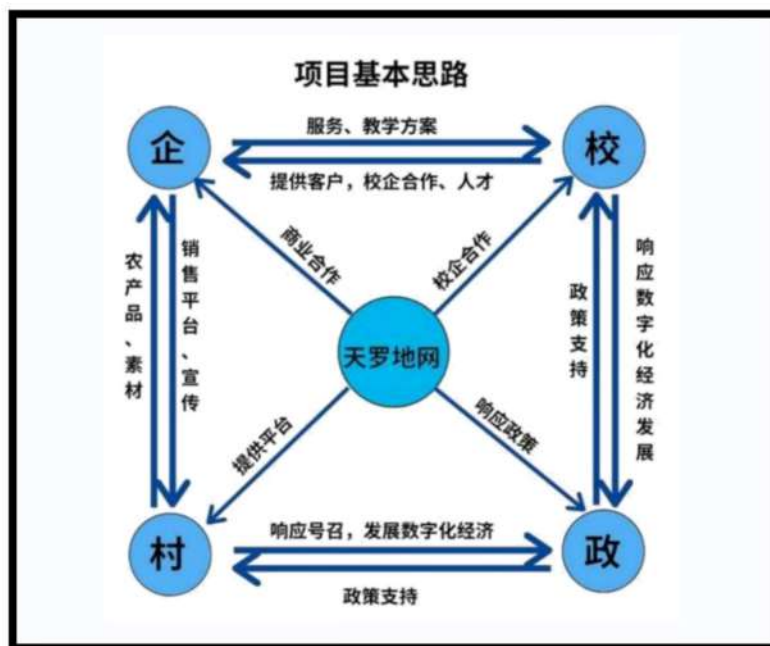 项目基本思路
企
服务、教学方案
校
提供客户，校企合作、人才
商业合作
校企合作
农产品、素材
销售平台、宣传
天罗地网
政策支持
响应数字化经济发展
提供平台
响应政策
村
响应号召，发展数字化经济
政
政策支持